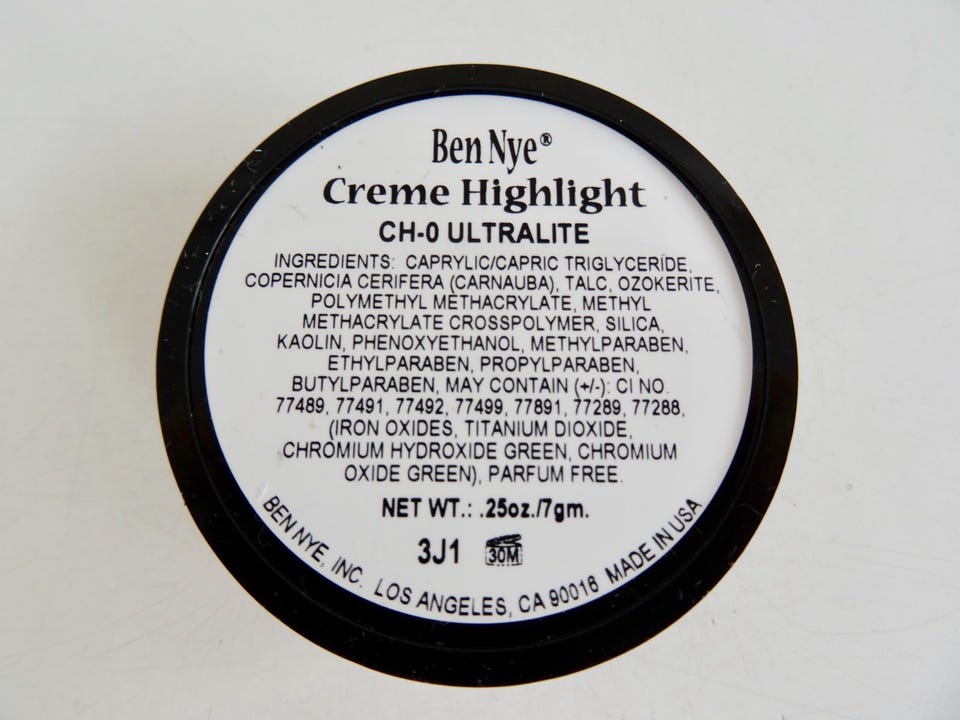 Ben Nye®
Creme Highlight
CH-0 ULTRALITE
INGREDIENTS: CAPRYLIC/CAPRIC TRIGLYCERIDE,
COPERNICIA CERIFERA (CARNAUBA), TALC, OZOKERITE,
POLYMETHYL METHACRYLATE, METHYL
METHACRYLATE CROSSPOLYMER, SILICA,
KAOLIN, PHENOXYETHANOL, METHYLPARABEN,
ETHYLPARABEN, PROPYLPARABEN,
BUTYLPARABEN, MAY CONTAIN (+/-): CI NO.
77489, 77491, 77492, 77499, 77891, 77289, 77288,
(IRON OXIDES, TITANIUM DIOXIDE,
CHROMIUM HYDROXIDE GREEN, CHROMIUM
OXIDE GREEN), PARFUM FREE.
NET WT.: .25oz./7gm.
3J1 30M
BEN NYE, INC. LOS ANGELES, CA 90016 MADE IN USA